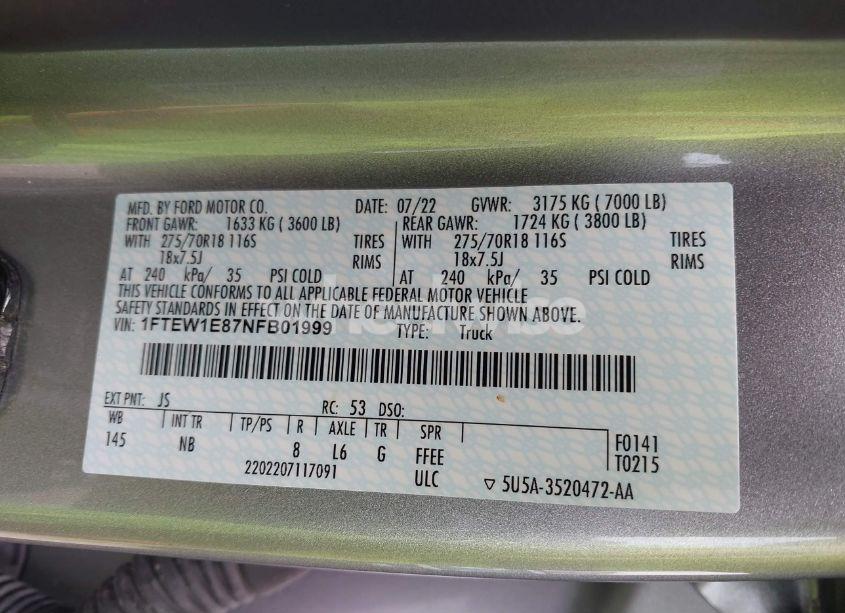 MFD. BY FORD MOTOR CO. DATE: 07/22 GVWR: 3175 KG ( 7000 LB)
FRONT GAWR: 1633 KG ( 3600 LB) REAR GAWR: 1724 KG ( 3800 LB)
WITH 275/70R18 116S TIRES WITH 275/70R18 116S TIRES
18x7.5J RIMS 18x7.5J RIMS
AT 240 kPa/ 35 PSI COLD AT 240 kPa/ 35 PSI COLD
THIS VEHICLE CONFORMS TO ALL APPLICABLE FEDERAL MOTOR VEHICLE
SAFETY STANDARDS IN EFFECT ON THE DATE OF MANUFACTURE SHOWN ABOVE.
VIN: 1FTEW1E87NFB01999 TYPE: Truck
EXT PNT: JS RC: 53 DSO:
WB INT TR TP/PS R AXLE TR SPR F0141
145 NB 8 L6 G FFEE T0215
2202207117091 ULC ▽ 5U5A-3520472-AA